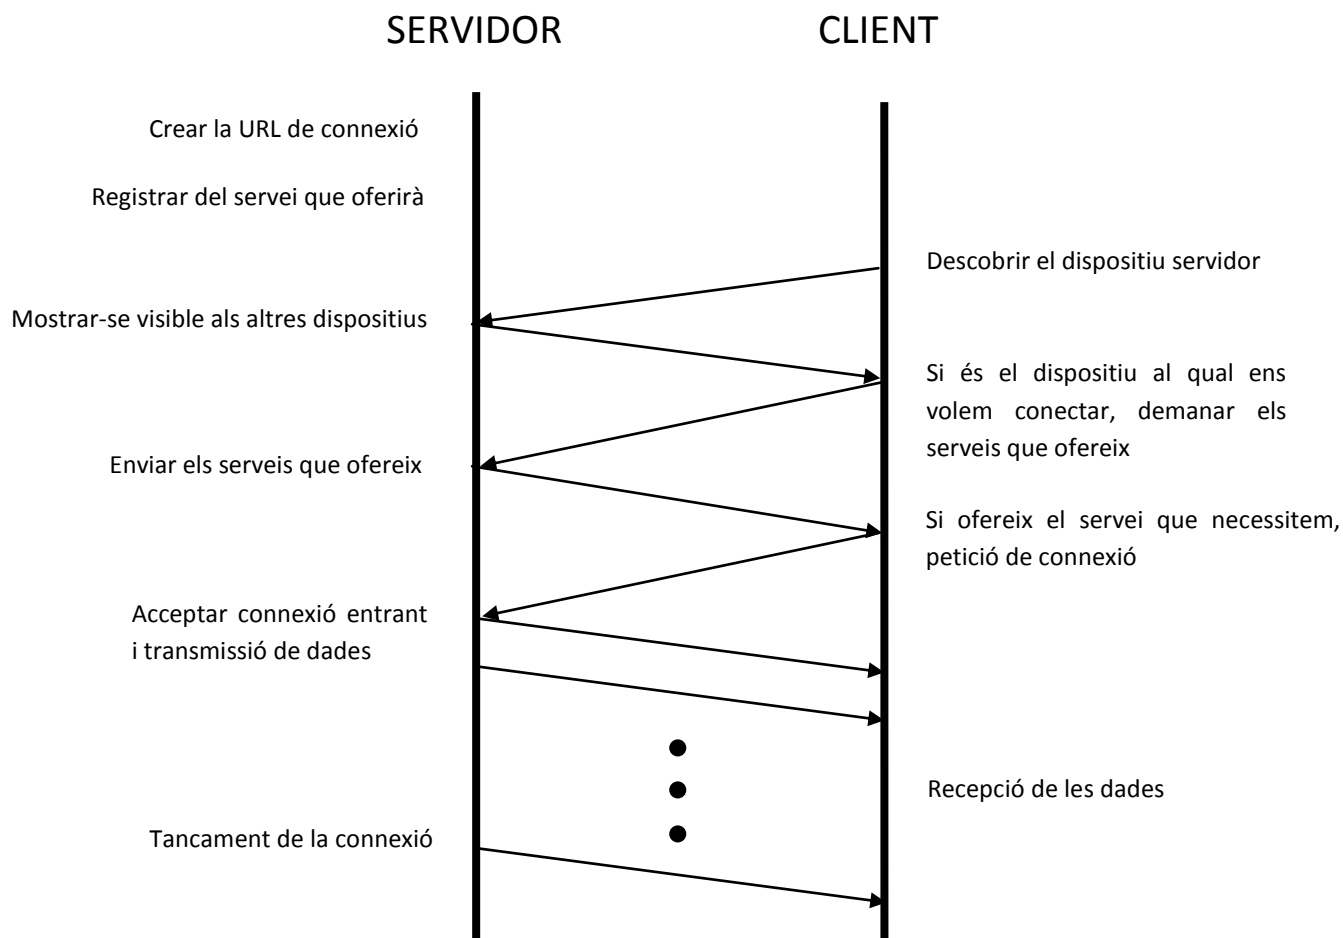 SERVIDOR
CLIENT
Crear la URL de connexió
Registrar del servei que oferirà
Descobrir el dispositiu servidor
Mostrar-se visible als altres dispositius
Si és el dispositiu al qual ens
volem conectar, demanar els
serveis que ofereix
Enviar els serveis que ofereix
Si ofereix el servei que necessitem,
petició de connexió
Acceptar connexió entrant
i transmissió de dades
Recepció de les dades
Tancament de la connexió